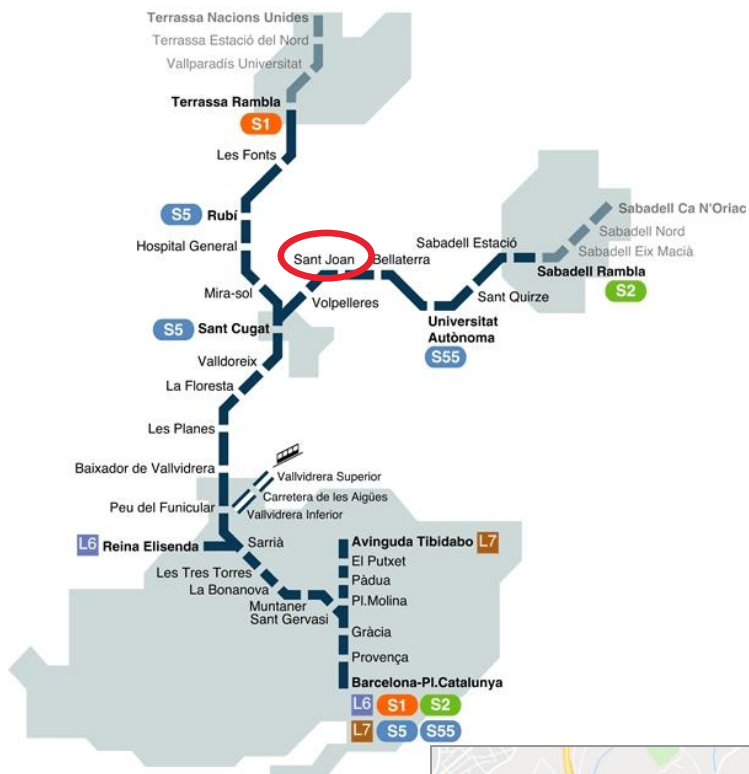 Terrassa Nacions Unides
Terrassa Estació del Nord
Vallparadís Universitat
Terrassa Rambla
S1
Les Fonts
S5 Rubí
Hospital General
Mira-sol
S5 Sant Cugat
Sant Joan
Volpelleres
Bellaterra
Universitat
Autònoma
S55
Sant Quirze
Sabadell Estació
Sabadell Rambla
S2
Sabadell Eix Macià
Sabadell Nord
Sabadell Ca N'Oriac
Valldoreix
La Floresta
Les Planes
Baixador de Vallvidrera
Peu del Funicular
Vallvidrera Superior
Carretera de les Aigües
Vallvidrera Inferior
L6 Reina Elisenda
Sarrià
Les Tres Torres
La Bonanova
Muntaner
Sant Gervasi
Avinguda Tibidabo L7
El Putxet
Pàdua
Pl.Molina
Gràcia
Provença
Barcelona-Pl.Catalunya
L6 S1 S2
L7 S5 S55